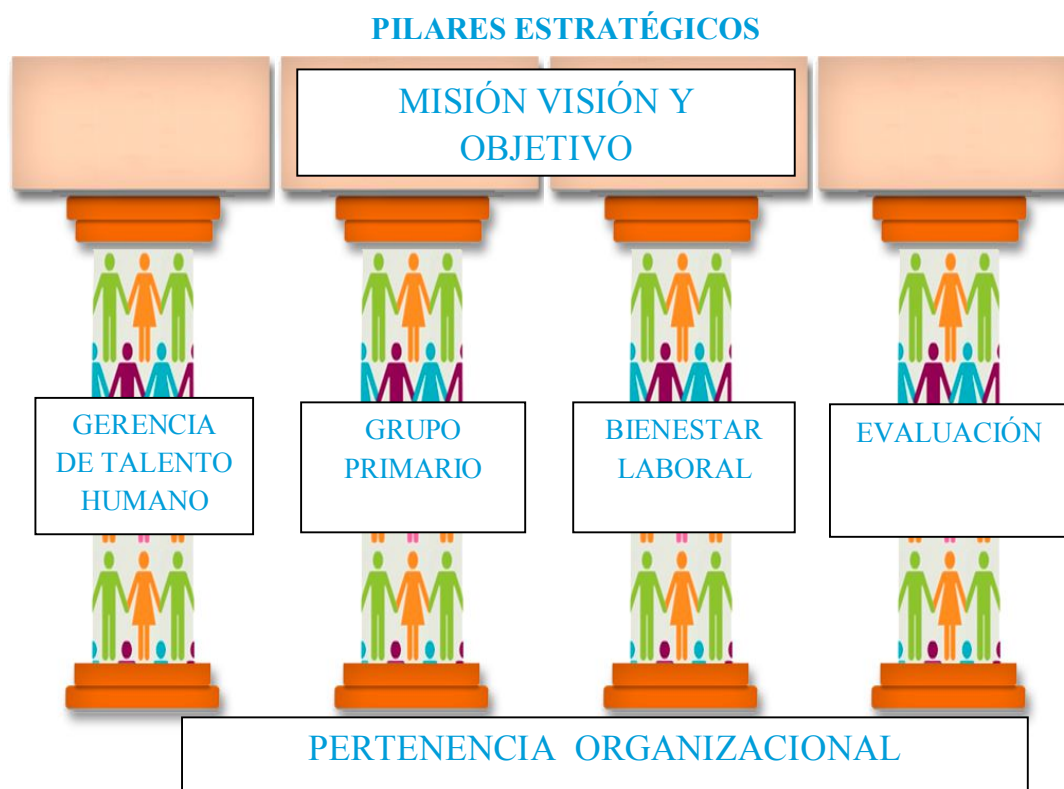 PILARES ESTRATÉGICOS
MISIÓN VISIÓN Y
OBJETIVO
GERENCIA
DE TALENTO
HUMANO
GRUPO
PRIMARIO
BIENESTAR
LABORAL
EVALUACIÓN
PERTENENCIA ORGANIZACIONAL